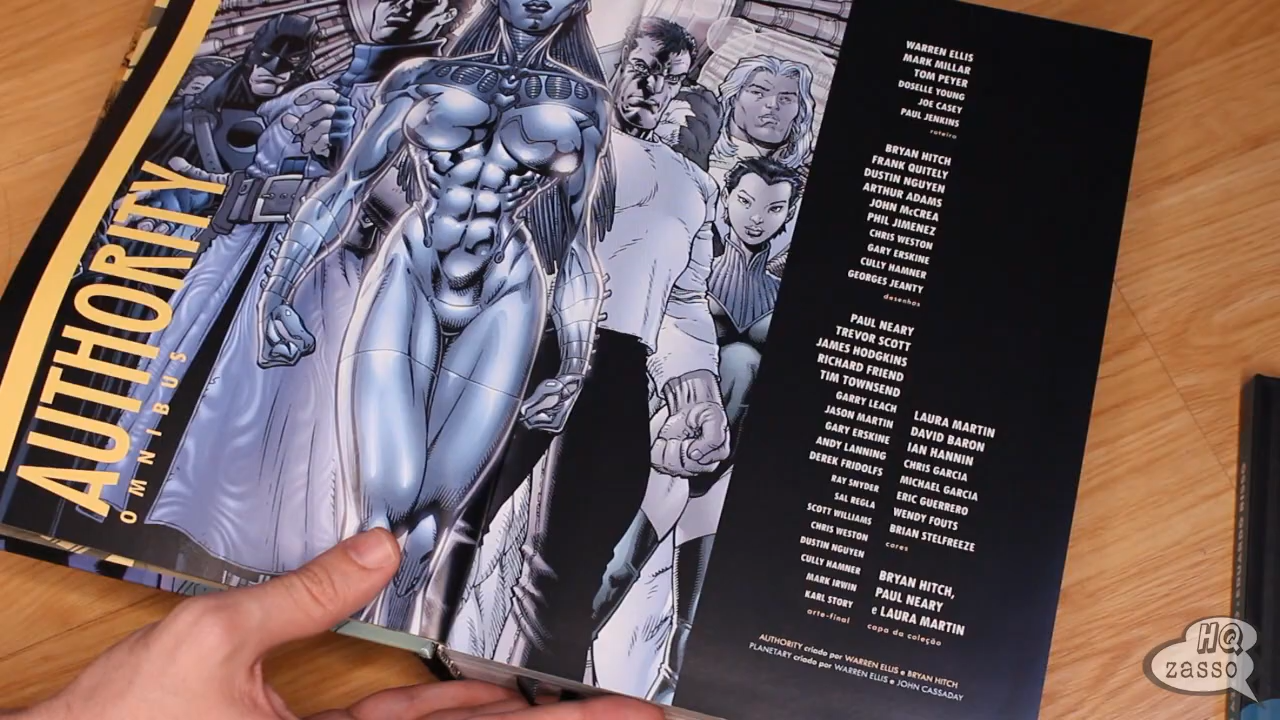 AUTHORITY
OMNIBUS
WARREN ELLIS
MARK MILLAR
TOM PEYER
DOSELLE YOUNG
JOE CASEY
PAUL JENKINS
roteiro
BRYAN HITCH
FRANK QUITELY
DUSTIN NGUYEN
ARTHUR ADAMS
JOHN McCREA
PHIL JIMENEZ
CHRIS WESTON
GARY ERSKINE
CULLY HAMNER
GEORGES JEANTY
desenhos
PAUL NEARY
TREVOR SCOTT
JAMES HODGKINS
RICHARD FRIEND
TIM TOWNSEND
GARRY LEACH
JASON MARTIN
GARY ERSKINE
ANDY LANNING
DEREK FRIDOLFS
RAY SNYDER
SAL REGLA
SCOTT WILLIAMS
CHRIS WESTON
DUSTIN NGUYEN
CULLY HAMNER
MARK IRWIN
KARL STORY
arte-final
LAURA MARTIN
DAVID BARON
IAN HANNIN
CHRIS GARCIA
MICHAEL GARCIA
ERIC GUERRERO
WENDY FOUTS
BRIAN STELFREEZE
cores
BRYAN HITCH,
PAUL NEARY
e LAURA MARTIN
capa da coleção
AUTHORITY criado por WARREN ELLIS e BRYAN HITCH
PLANETARY criado por WARREN ELLIS e JOHN CASSADAY
EDUARDO RISSO
HQ
zasso